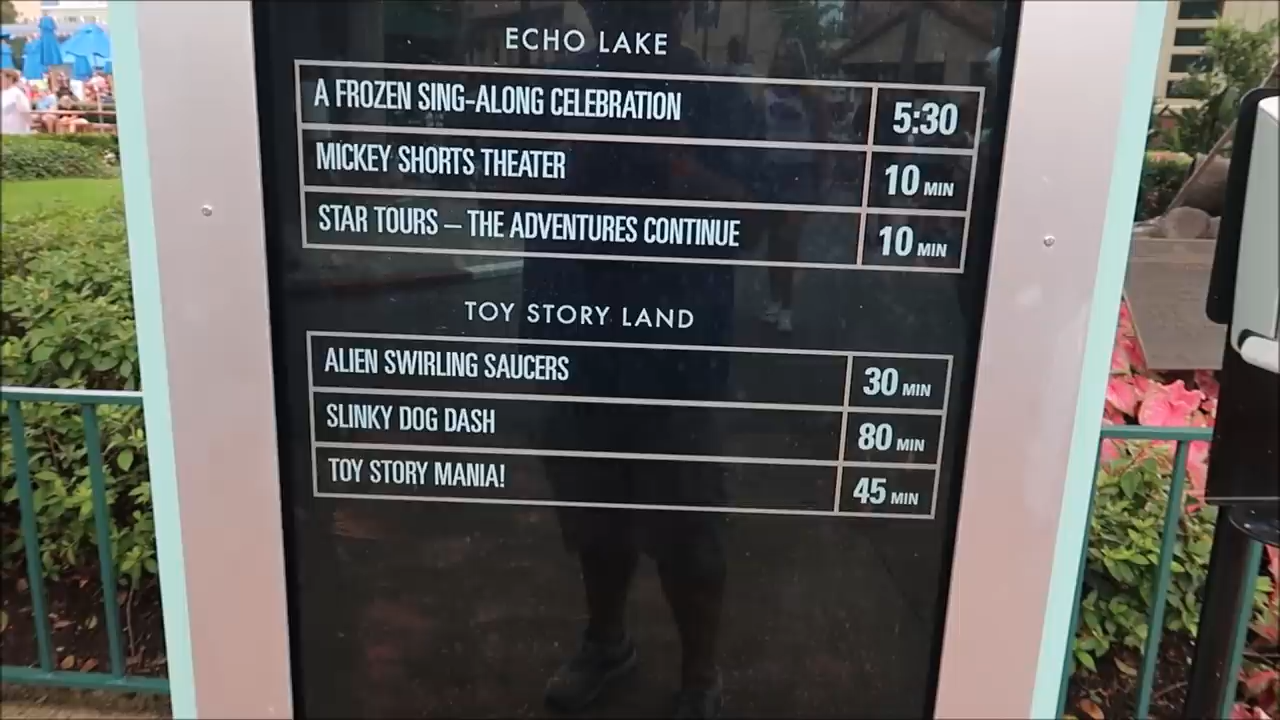 ECHO LAKE
A FROZEN SING-ALONG CELEBRATION 5:30
MICKEY SHORTS THEATER 10 MIN
STAR TOURS – THE ADVENTURES CONTINUE 10 MIN
TOY STORY LAND
ALIEN SWIRLING SAUCERS 30 MIN
SLINKY DOG DASH 80 MIN
TOY STORY MANIA! 45 MIN